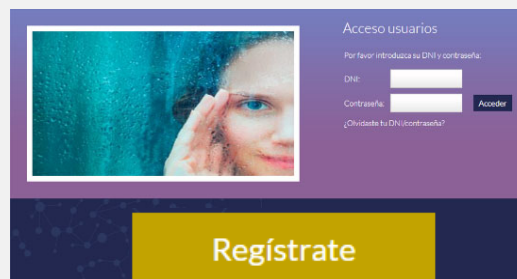 Acceso usuarios
Por favor introduzca su DNI y contraseña:
DNI:
Contraseña:
Acceder
¿Olvidaste tu DNI/contraseña?
Regístrate